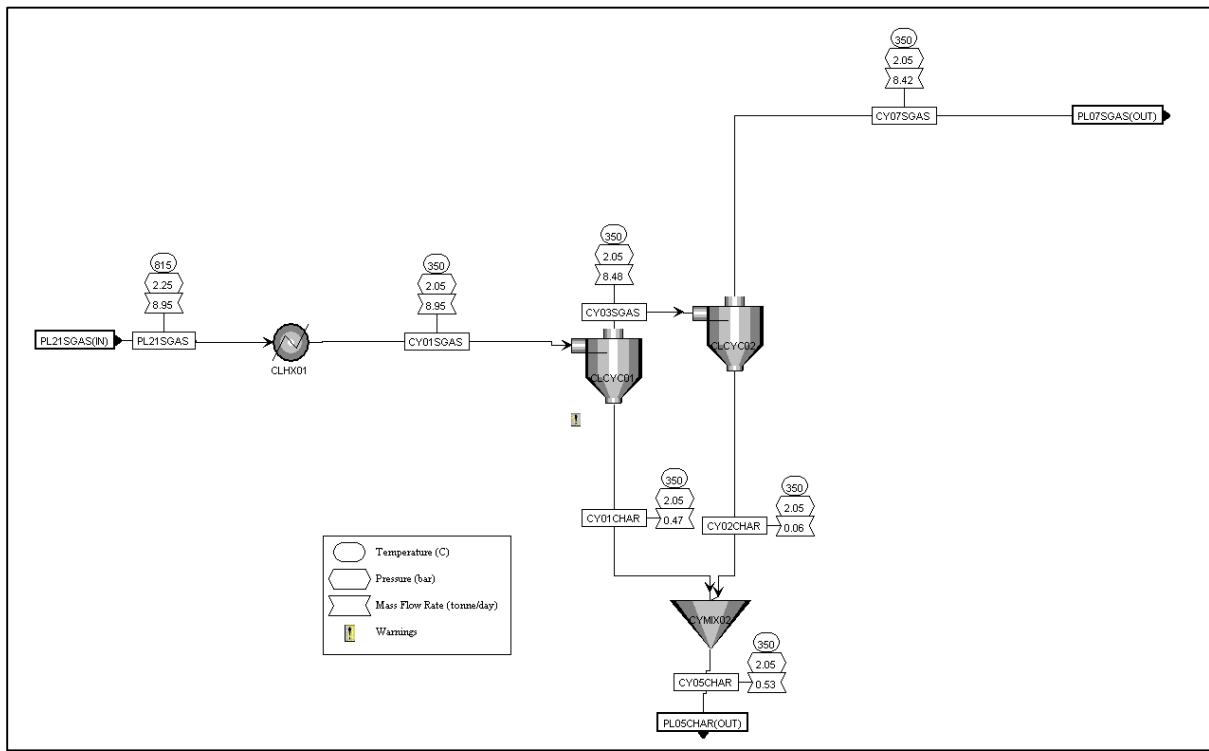 350
2.05
8.42
CY07SGAS
PL07SGAS(OUT)
350
2.05
8.48
CY03SGAS
815
2.25
8.95
350
2.05
8.95
PL21SGAS(IN)
PL21SGAS
CLHX01
CY01SGAS
CLCYC01
CLCYC02
350
2.05
0.47
CY01CHAR
350
2.05
0.06
CY02CHAR
Temperature (C)
Pressure (bar)
Mass Flow Rate (tonne/day)
Warnings
CYMIX02
350
2.05
0.53
CY05CHAR
PL05CHAR(OUT)